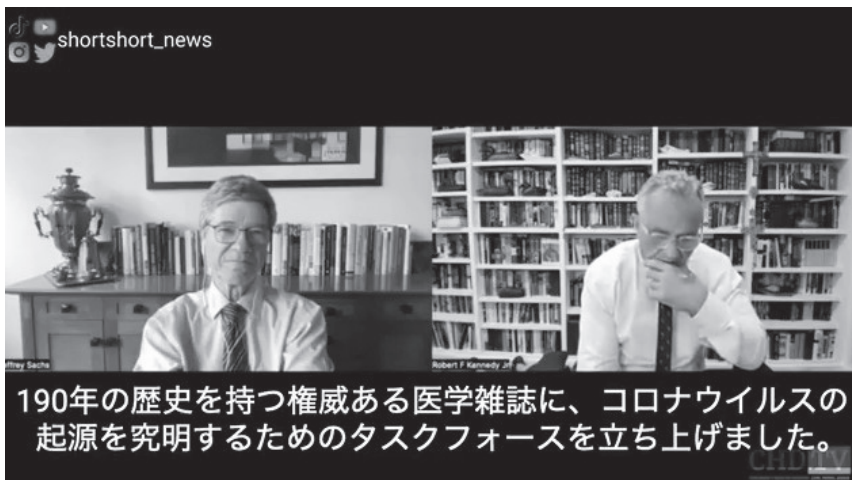 shortshort_news
effrey Sachs
Robert F Kennedy Jr
190年の歴史を持つ権威ある医学雑誌に、コロナウイルスの
起源を究明するためのタスクフォースを立ち上げました。
CHD.TV